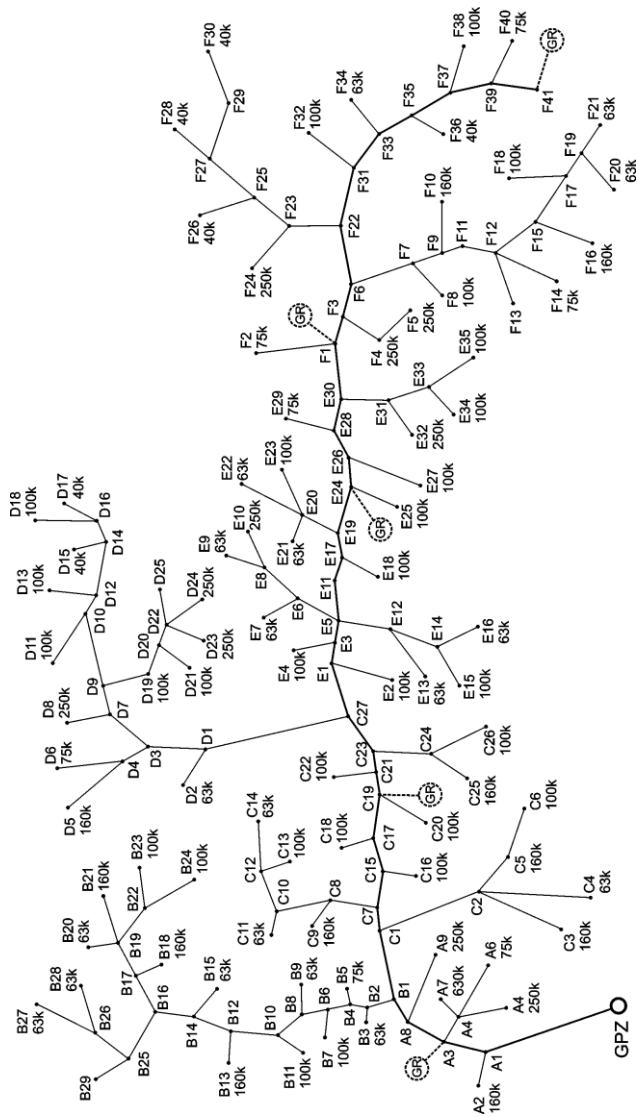 GPZ
A1
A2
160k
A3
GR
A4
A4
250k
A6
75k
A7
630k
A8
A9
250k
B1
B2
B3
63k
B4
B5
75k
B6
B7
100k
B8
B9
63k
B10
B11
100k
B12
B13
160k
B14
B15
63k
B16
B17
B18
160k
B19
B20
63k
B21
160k
B22
B23
100k
B24
100k
B25
B26
B27
63k
B28
63k
B29
C1
C2
C3
160k
C4
63k
C5
160k
C6
100k
C7
C8
C9
160k
C10
C11
63k
C12
C13
100k
C14
63k
C15
C16
100k
C17
C18
100k
C19
GR
C20
100k
C21
C22
100k
C23
C24
C25
160k
C26
100k
C27
D1
D2
63k
D3
D4
D5
160k
D6
75k
D7
D8
250k
D9
D10
D11
100k
D12
D13
100k
D14
D15
40k
D16
D17
40k
D18
100k
D19
100k
D20
D21
100k
D22
D23
250k
D24
250k
D25
E1
E2
100k
E3
E4
100k
E5
E6
E7
63k
E8
E9
63k
E10
250k
E11
E12
E13
63k
E14
E15
100k
E16
63k
E17
E18
100k
E19
E20
E21
63k
E22
63k
E23
100k
E24
GR
E25
100k
E26
E27
100k
E28
E29
75k
E30
E31
E32
250k
E33
E34
100k
E35
100k
F1
GR
F2
75k
F3
F4
250k
F5
250k
F6
F7
F8
100k
F9
F10
160k
F11
F12
F13
F14
75k
F15
F16
160k
F17
F18
100k
F19
F20
63k
F21
63k
F22
F23
F24
250k
F25
F26
40k
F27
F28
40k
F29
F30
40k
F31
F32
100k
F33
F34
63k
F35
F36
40k
F37
F38
100k
F39
F40
75k
F41
GR